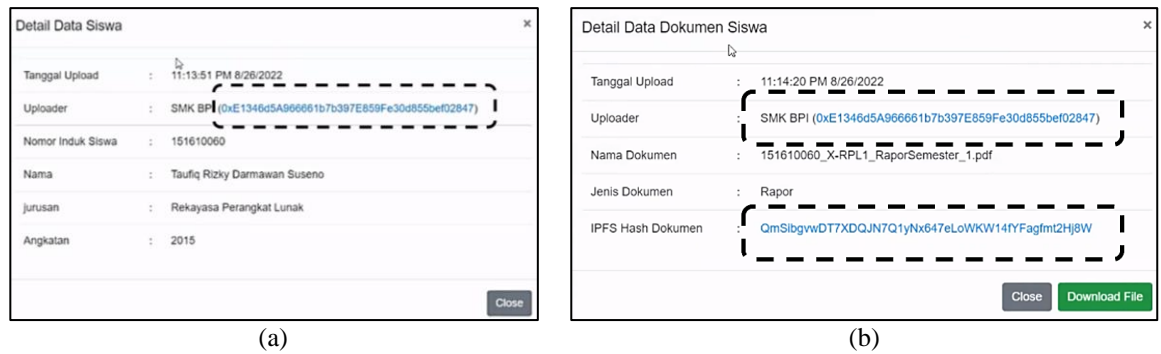 Detail Data Siswa ×
Tanggal Upload : 11:13:51 PM 8/26/2022
Uploader : SMK BPI (0xE1346d5A966661b7b397E859Fe30d855bef02847)
Nomor Induk Siswa : 151610060
Nama : Taufiq Rizky Darmawan Suseno
jurusan : Rekayasa Perangkat Lunak
Angkatan : 2015
Close
(a)
Detail Data Dokumen Siswa ×
Tanggal Upload : 11:14:20 PM 8/26/2022
Uploader : SMK BPI (0xE1346d5A966661b7b397E859Fe30d855bef02847)
Nama Dokumen : 151610060_X-RPL1_RaporSemester_1.pdf
Jenis Dokumen : Rapor
IPFS Hash Dokumen : QmSibgvwDT7XDQJN7Q1yNx647eLoWKW14fYFagfmt2Hj8W
Close Download File
(b)